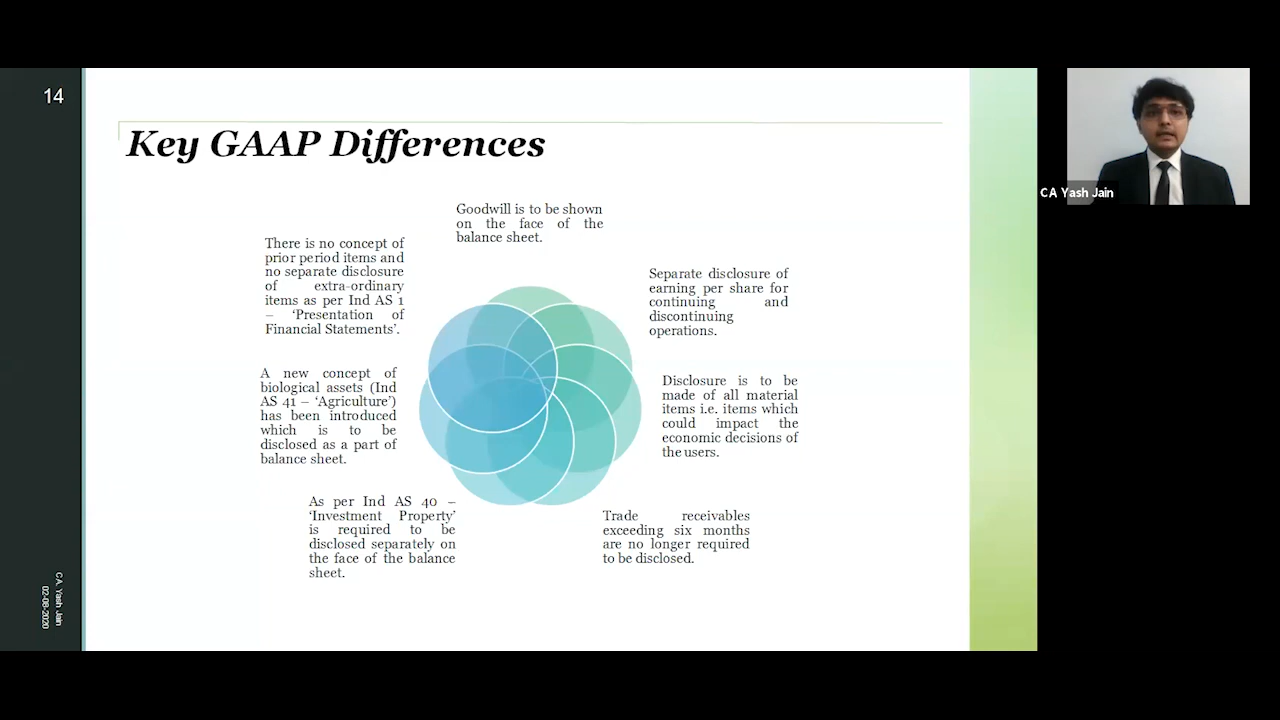 14
Key GAAP Differences
Goodwill is to be shown
on the face of the
balance sheet.
Separate disclosure of
earning per share for
continuing and
discontinuing
operations.
Disclosure is to be
made of all material
items i.e. items which
could impact the
economic decisions of
the users.
Trade receivables
exceeding six months
are no longer required
to be disclosed.
As per Ind AS 40 –
‘Investment Property’
is required to be
disclosed separately on
the face of the balance
sheet.
A new concept of
biological assets (Ind
AS 41 – ‘Agriculture’)
has been introduced
which is to be
disclosed as a part of
balance sheet.
There is no concept of
prior period items and
no separate disclosure
of extra-ordinary
items as per Ind AS 1
– ‘Presentation of
Financial Statements’.
CA Yash Jain
CA. Yash Jain
02-08-2020